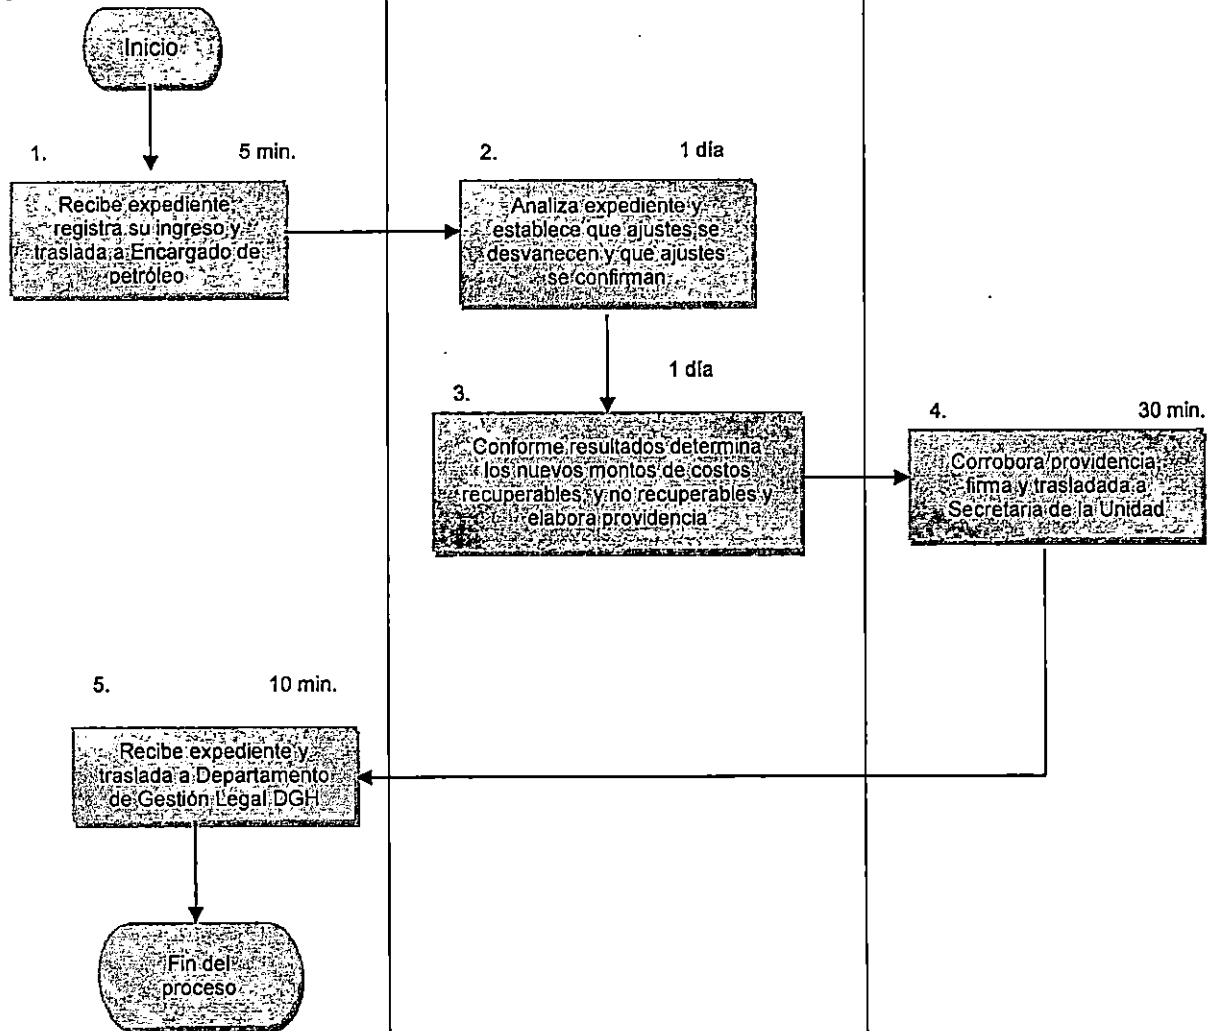 Inicio
1.
5 min.
Recibe expediente,
registra su ingreso y
traslada a Encargado de
petróleo
2.
1 día
Analiza expediente y
establece que ajustes se
desvanecen y que ajustes
se confirman
1 día
3.
Conforme resultados determina
los nuevos montos de costos
recuperables, y no recuperables y
elabora providencia
4.
30 min.
Corrobora providencia,
firma y trasladada a
Secretaria de la Unidad
5.
10 min.
Recibe expediente y
traslada a Departamento
de Gestión Legal DGH
Fin del
proceso